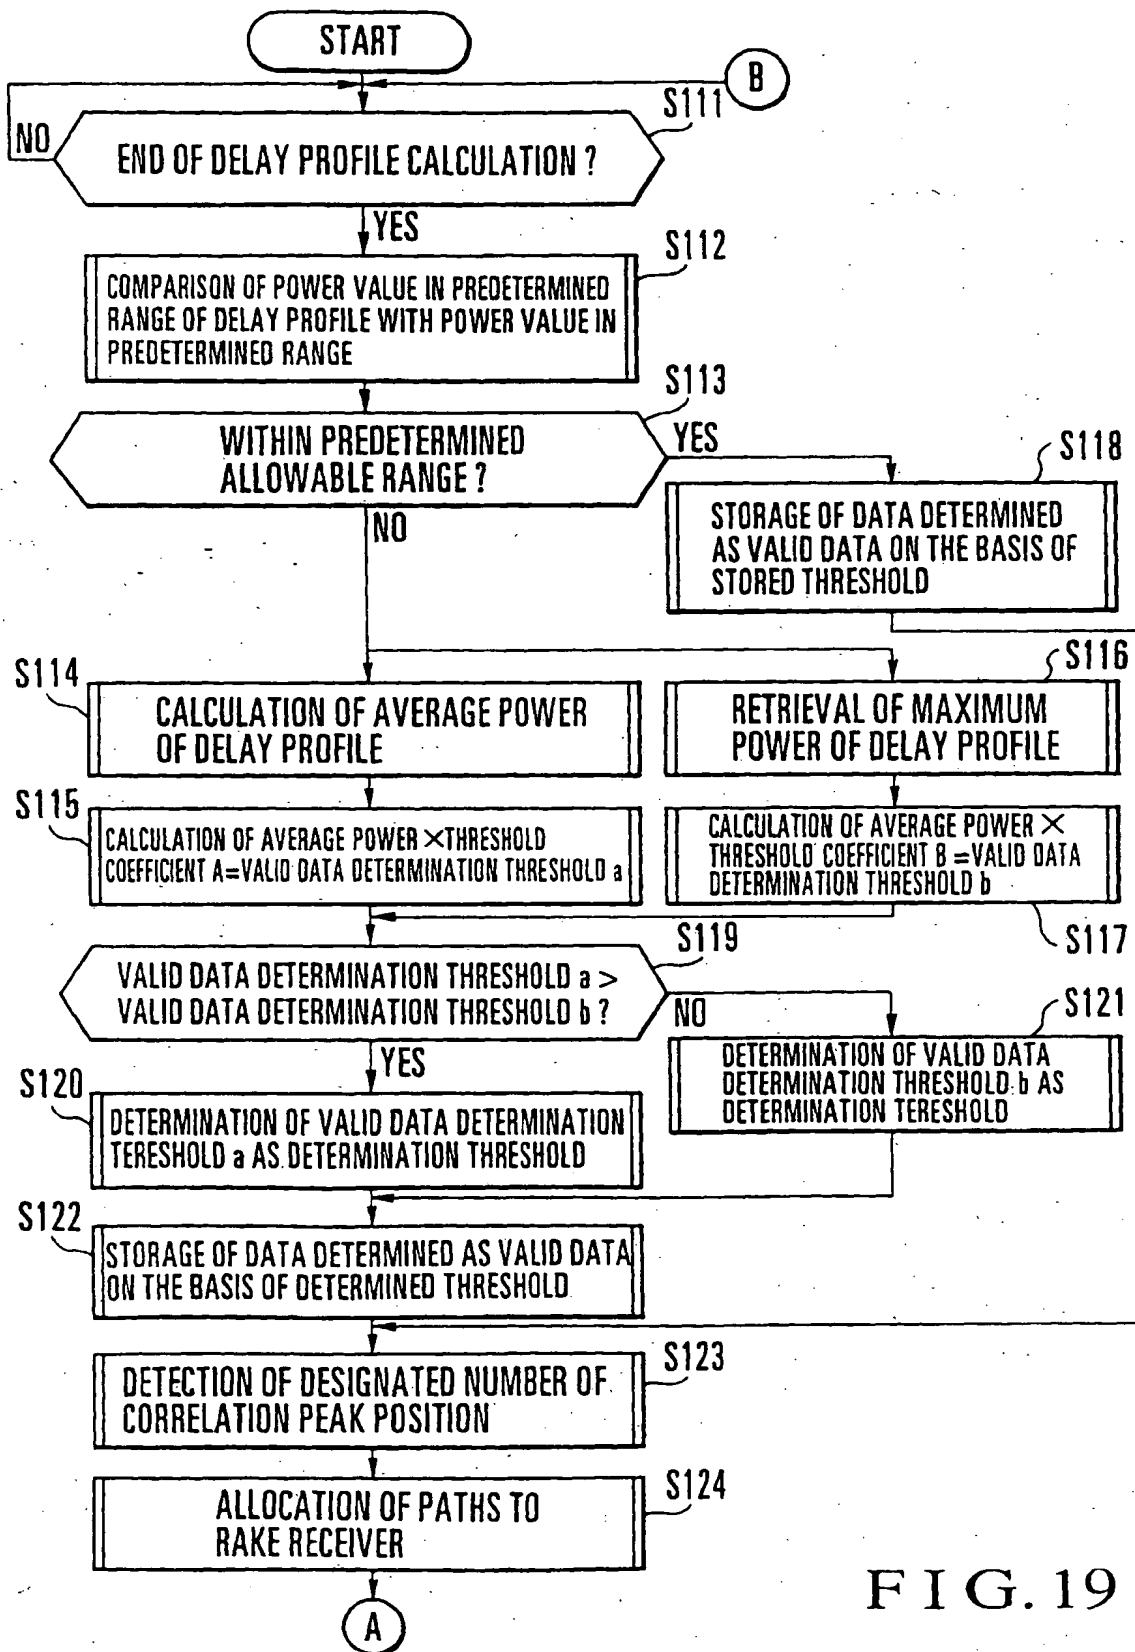 START
B
S111
NO
END OF DELAY PROFILE CALCULATION ?
YES
S112
COMPARISON OF POWER VALUE IN PREDETERMINED
RANGE OF DELAY PROFILE WITH POWER VALUE IN
PREDETERMINED RANGE
S113
WITHIN PREDETERMINED
ALLOWABLE RANGE ?
YES
NO
S118
STORAGE OF DATA DETERMINED
AS VALID DATA ON THE BASIS OF
STORED THRESHOLD
S114
CALCULATION OF AVERAGE POWER
OF DELAY PROFILE
S116
RETRIEVAL OF MAXIMUM
POWER OF DELAY PROFILE
S115
CALCULATION OF AVERAGE POWER ×THRESHOLD
COEFFICIENT A=VALID DATA DETERMINATION THRESHOLD a
CALCULATION OF AVERAGE POWER ×
THRESHOLD COEFFICIENT B =VALID DATA
DETERMINATION THRESHOLD b
S117
S119
VALID DATA DETERMINATION THRESHOLD a >
VALID DATA DETERMINATION THRESHOLD b ?
NO
YES
S121
DETERMINATION OF VALID DATA
DETERMINATION THRESHOLD b AS
DETERMINATION TERESHOLD
S120
DETERMINATION OF VALID DATA DETERMINATION
TERESHOLD a AS DETERMINATION THRESHOLD
S122
STORAGE OF DATA DETERMINED AS VALID DATA
ON THE BASIS OF DETERMINED THRESHOLD
S123
DETECTION OF DESIGNATED NUMBER OF
CORRELATION PEAK POSITION
S124
ALLOCATION OF PATHS TO
RAKE RECEIVER
A
FIG. 19